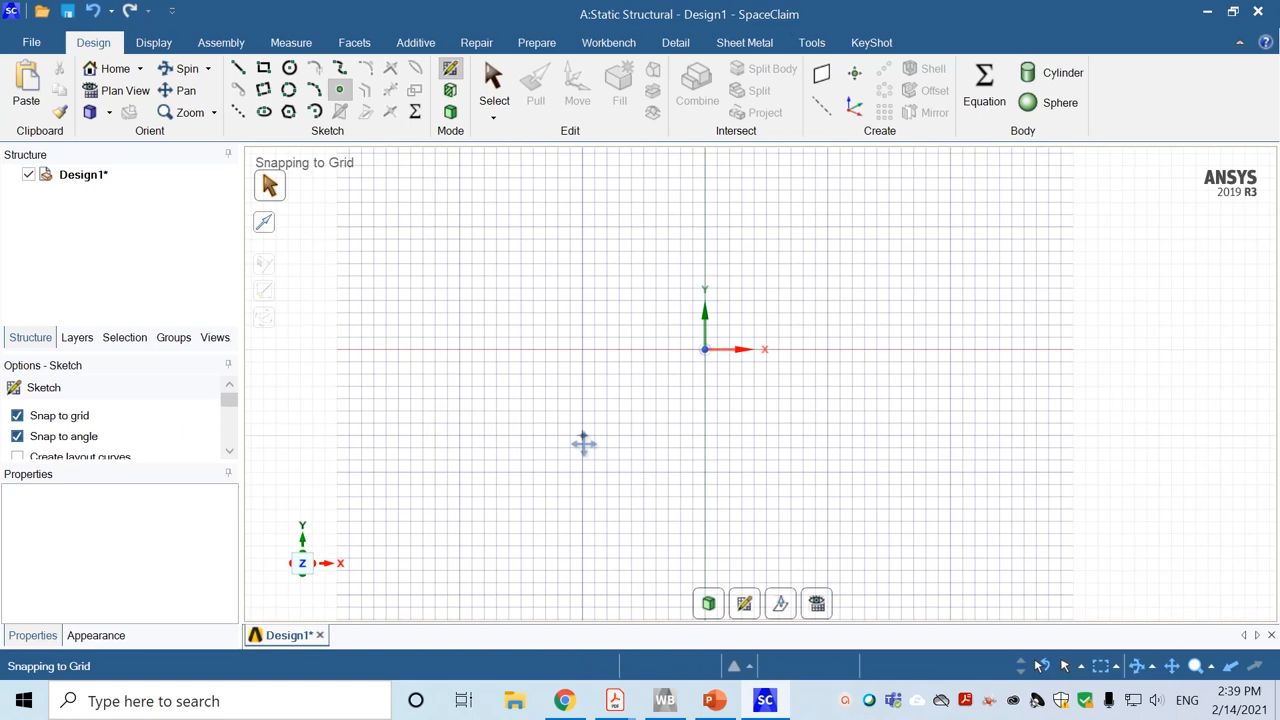 A:Static Structural - Design1 - SpaceClaim
File Design Display Assembly Measure Facets Additive Repair Prepare Workbench Detail Sheet Metal Tools KeyShot
Home Spin
Plan View Pan
Zoom
Paste
Select Pull Move Fill
Combine
Split Body
Split
Project
Shell
Offset
Mirror
Equation
Cylinder
Sphere
Clipboard Orient Sketch Mode Edit Intersect Create Body
Structure
Design1*
Snapping to Grid
ANSYS
2019 R3
Y
X
Structure Layers Selection Groups Views
Options - Sketch
Sketch
Snap to grid
Snap to angle
Create layout curves
Properties
Y
Z X
Properties Appearance
Design1*
Snapping to Grid
Type here to search
WB
SC
ENG
2:39 PM
2/14/2021